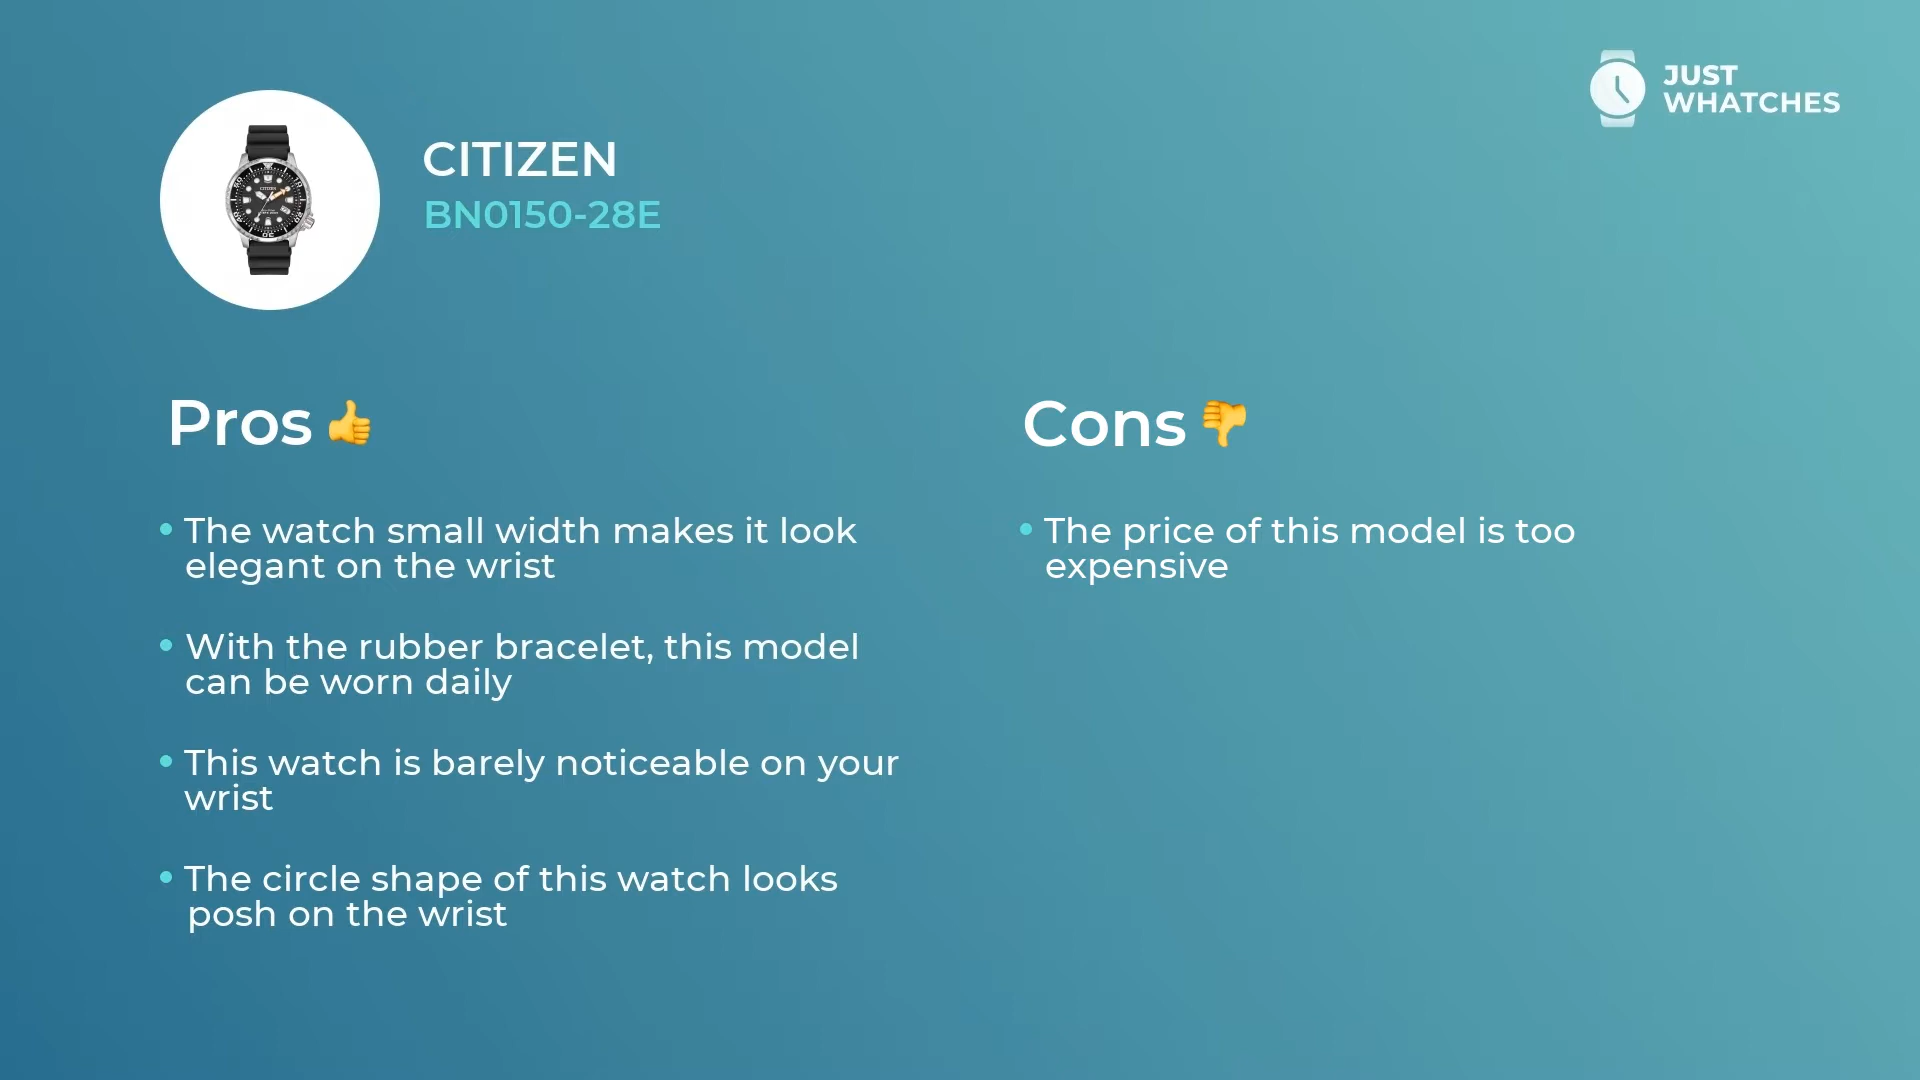 JUST
WHATCHES
CITIZEN
BN0150-28E
Pros 👍
The watch small width makes it look
elegant on the wrist
With the rubber bracelet, this model
can be worn daily
This watch is barely noticeable on your
wrist
The circle shape of this watch looks
posh on the wrist
Cons 👎
The price of this model is too
expensive